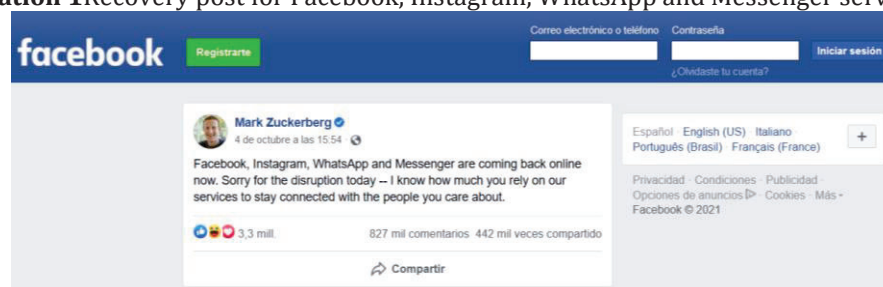 ution 1Recovery post for Facebook, Instagram, WhatsApp and Messenger serv
Correo electrónico o teléfono Contraseña
facebook Registrarte Iniciar sesión
¿Olvidaste tu cuenta?
Mark Zuckerberg
4 de octubre a las 15:54 ·
Facebook, Instagram, WhatsApp and Messenger are coming back online
now. Sorry for the disruption today -- I know how much you rely on our
services to stay connected with the people you care about.
3,3 mill. 827 mil comentarios 442 mil veces compartido
Compartir
Español · English (US) · Italiano ·
Português (Brasil) · Français (France)
+
Privacidad · Condiciones · Publicidad ·
Opciones de anuncios · Cookies · Más
Facebook © 2021